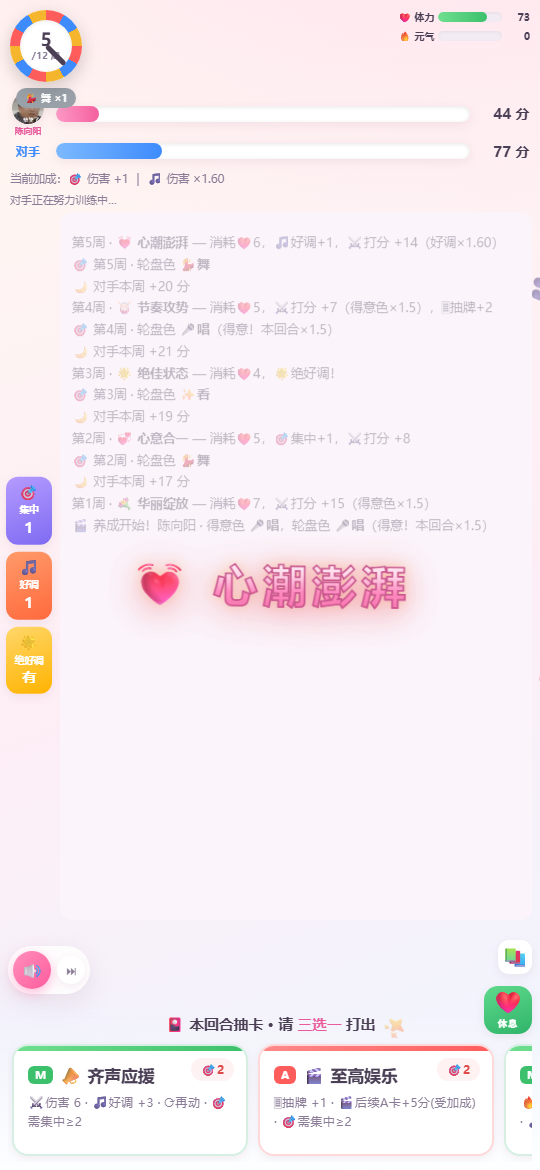 5
/12
体力 73
元气 0
舞 ×1
陈向阳
44 分
对手
77 分
当前加成: 伤害 +1 | 伤害 ×1.60
对手正在努力训练中...
第5周 · 心潮澎湃 — 消耗 6, 好调+1, 打分 +14（好调×1.60）
第5周 · 轮盘色 舞
对手本周 +20 分
第4周 · 节奏攻势 — 消耗 5, 打分 +7（得意色×1.5）, 抽牌+2
第4周 · 轮盘色 唱（得意！本回合×1.5）
对手本周 +21 分
第3周 · 绝佳状态 — 消耗 4, 绝好调!
第3周 · 轮盘色 看
对手本周 +19 分
第2周 · 心意合一 — 消耗 5, 集中+1, 打分 +8
第2周 · 轮盘色 舞
对手本周 +17 分
第1周 · 华丽绽放 — 消耗 7, 打分 +15（得意色×1.5）
养成开始！陈向阳 · 得意色 唱，轮盘色 唱（得意！本回合×1.5）
集中
1
好调
1
绝好调
有
心潮澎湃
休息
本回合抽卡 • 请 三选一 打出
M 齐声应援 2
伤害 6 · 好调 +3 · 再动 · 需集中≥2
A 至高娱乐 2
抽牌 +1 · 后续A卡+5分(受加成) · 需集中≥2